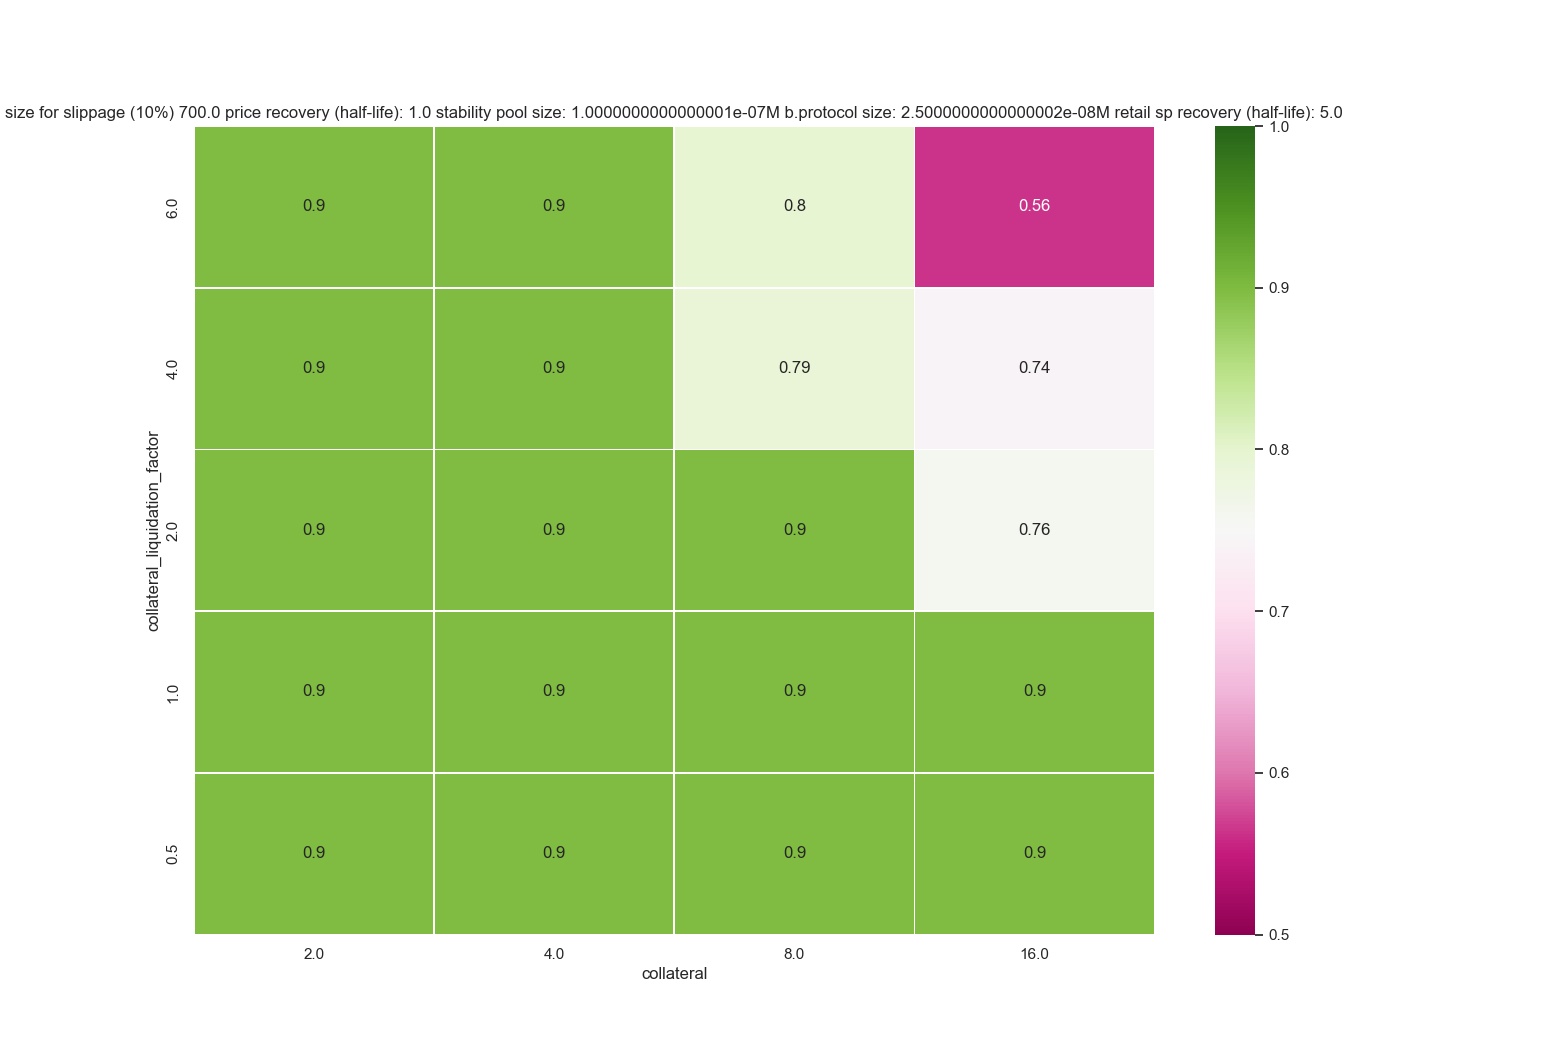 size for slippage (10%) 700.0 price recovery (half-life): 1.0 stability pool size: 1.0000000000000001e-07M b.protocol size: 2.5000000000000002e-08M retail sp recovery (half-life): 5.0
1.0
6.0 0.9 0.9 0.8 0.56
0.9
4.0 0.9 0.9 0.79 0.74
0.8
collateral_liquidation_factor
2.0 0.9 0.9 0.9 0.76
0.7
1.0 0.9 0.9 0.9 0.9
0.6
0.5 0.9 0.9 0.9 0.9
0.5
2.0 4.0 8.0 16.0
collateral